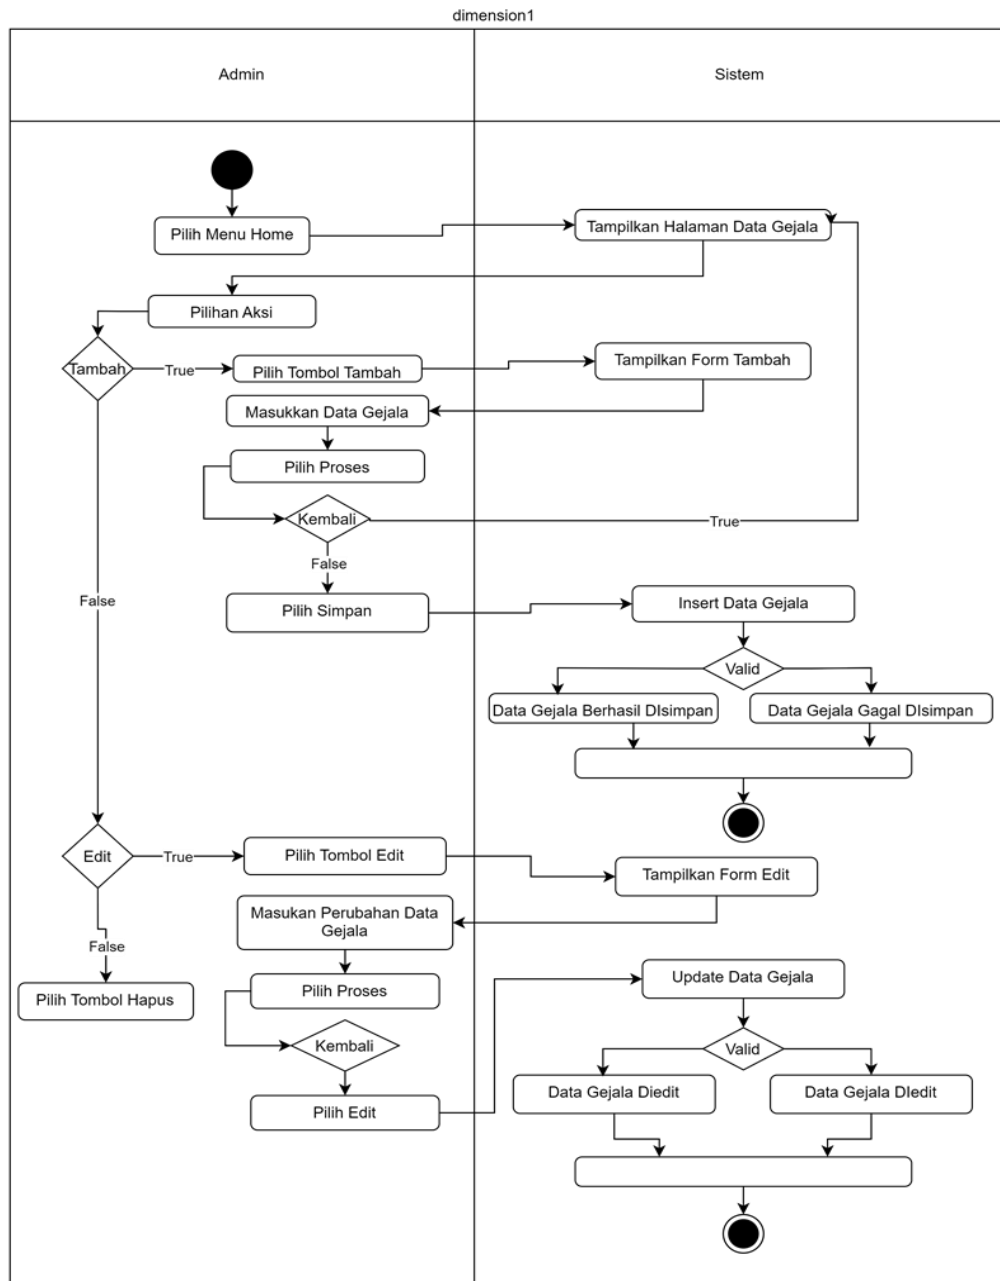 dimension1
Admin
Sistem
Pilih Menu Home
Tampilkan Halaman Data Gejala
Pilihan Aksi
Tambah
True
Pilih Tombol Tambah
Tampilkan Form Tambah
Masukkan Data Gejala
Pilih Proses
Kembali
True
False
False
Pilih Simpan
Insert Data Gejala
Valid
Data Gejala Berhasil DIsimpan
Data Gejala Gagal DIsimpan
Edit
True
Pilih Tombol Edit
Tampilkan Form Edit
Masukan Perubahan Data
Gejala
False
Pilih Tombol Hapus
Pilih Proses
Update Data Gejala
Kembali
Valid
Pilih Edit
Data Gejala Diedit
Data Gejala DIedit